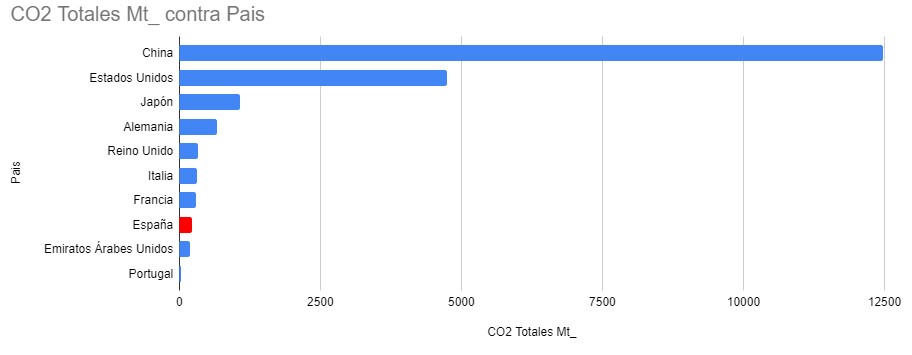 CO2 Totales Mt_ contra Pais
Pais
China
Estados Unidos
Japón
Alemania
Reino Unido
Italia
Francia
España
Emiratos Árabes Unidos
Portugal
0 2500 5000 7500 10000 12500
CO2 Totales Mt_